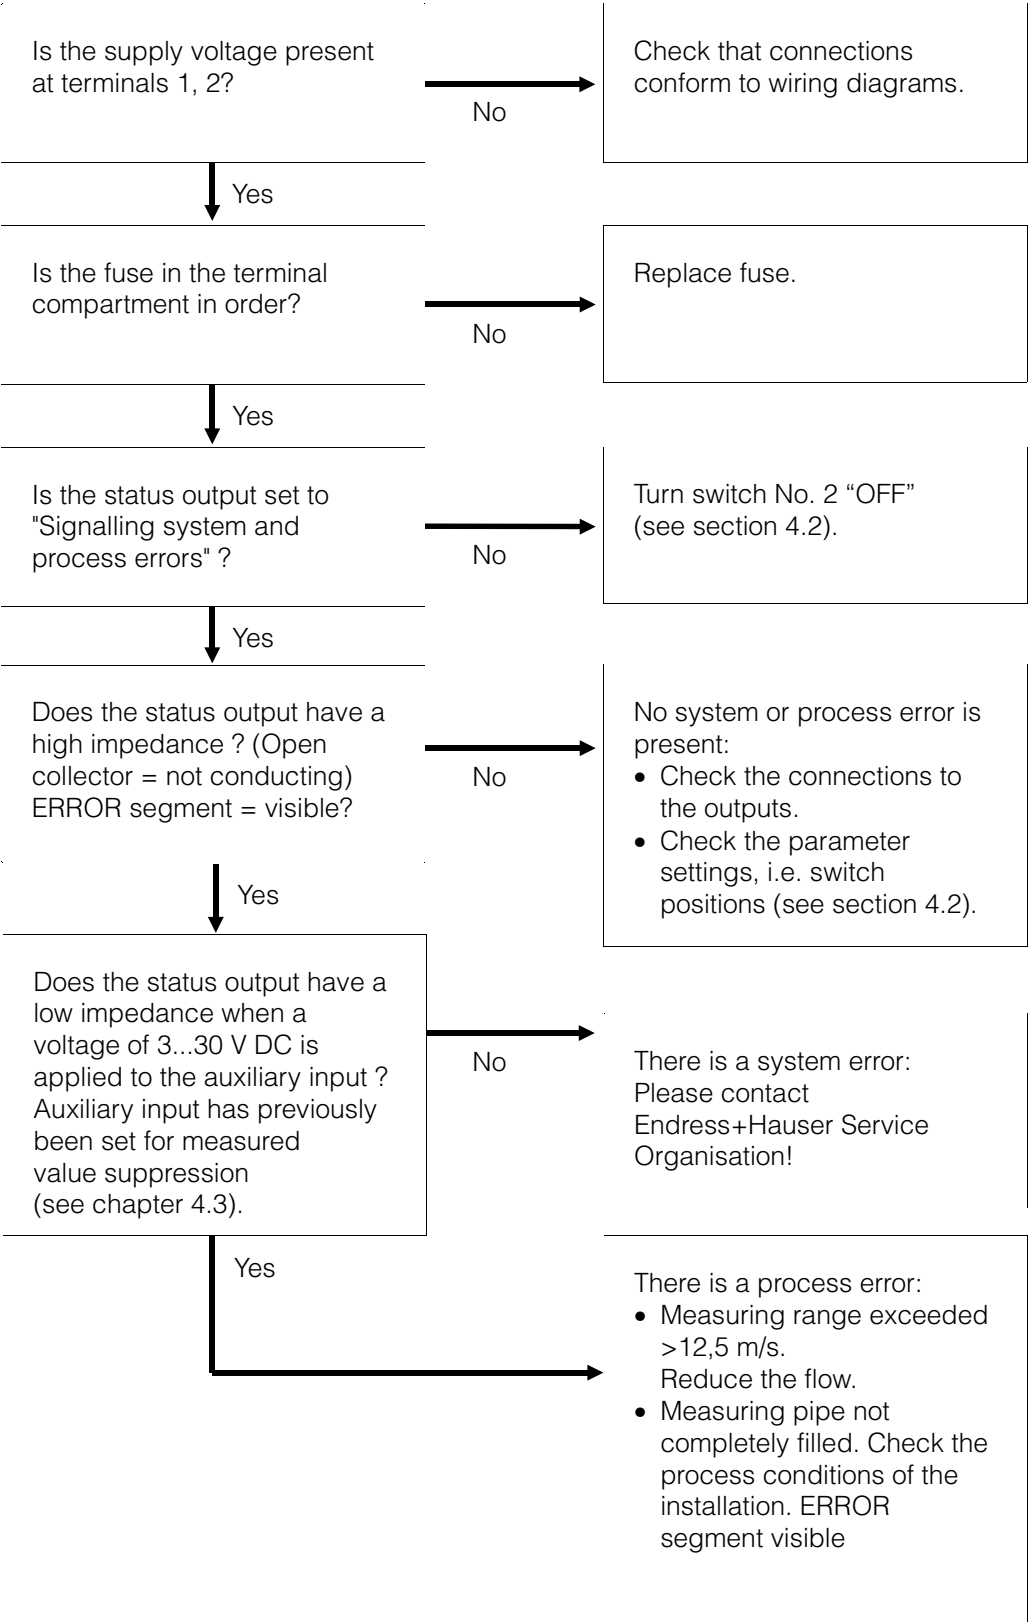 Is the supply voltage present
at terminals 1, 2?
No
Check that connections
conform to wiring diagrams.
Yes
Is the fuse in the terminal
compartment in order?
No
Replace fuse.
Yes
Is the status output set to
"Signalling system and
process errors" ?
No
Turn switch No. 2 “OFF”
(see section 4.2).
Yes
Does the status output have a
high impedance ? (Open
collector = not conducting)
ERROR segment = visible?
No
No system or process error is
present:
• Check the connections to
the outputs.
• Check the parameter
settings, i.e. switch
positions (see section 4.2).
Yes
Does the status output have a
low impedance when a
voltage of 3...30 V DC is
applied to the auxiliary input ?
Auxiliary input has previously
been set for measured
value suppression
(see chapter 4.3).
No
There is a system error:
Please contact
Endress+Hauser Service
Organisation!
Yes
There is a process error:
• Measuring range exceeded
>12,5 m/s.
Reduce the flow.
• Measuring pipe not
completely filled. Check the
process conditions of the
installation. ERROR
segment visible